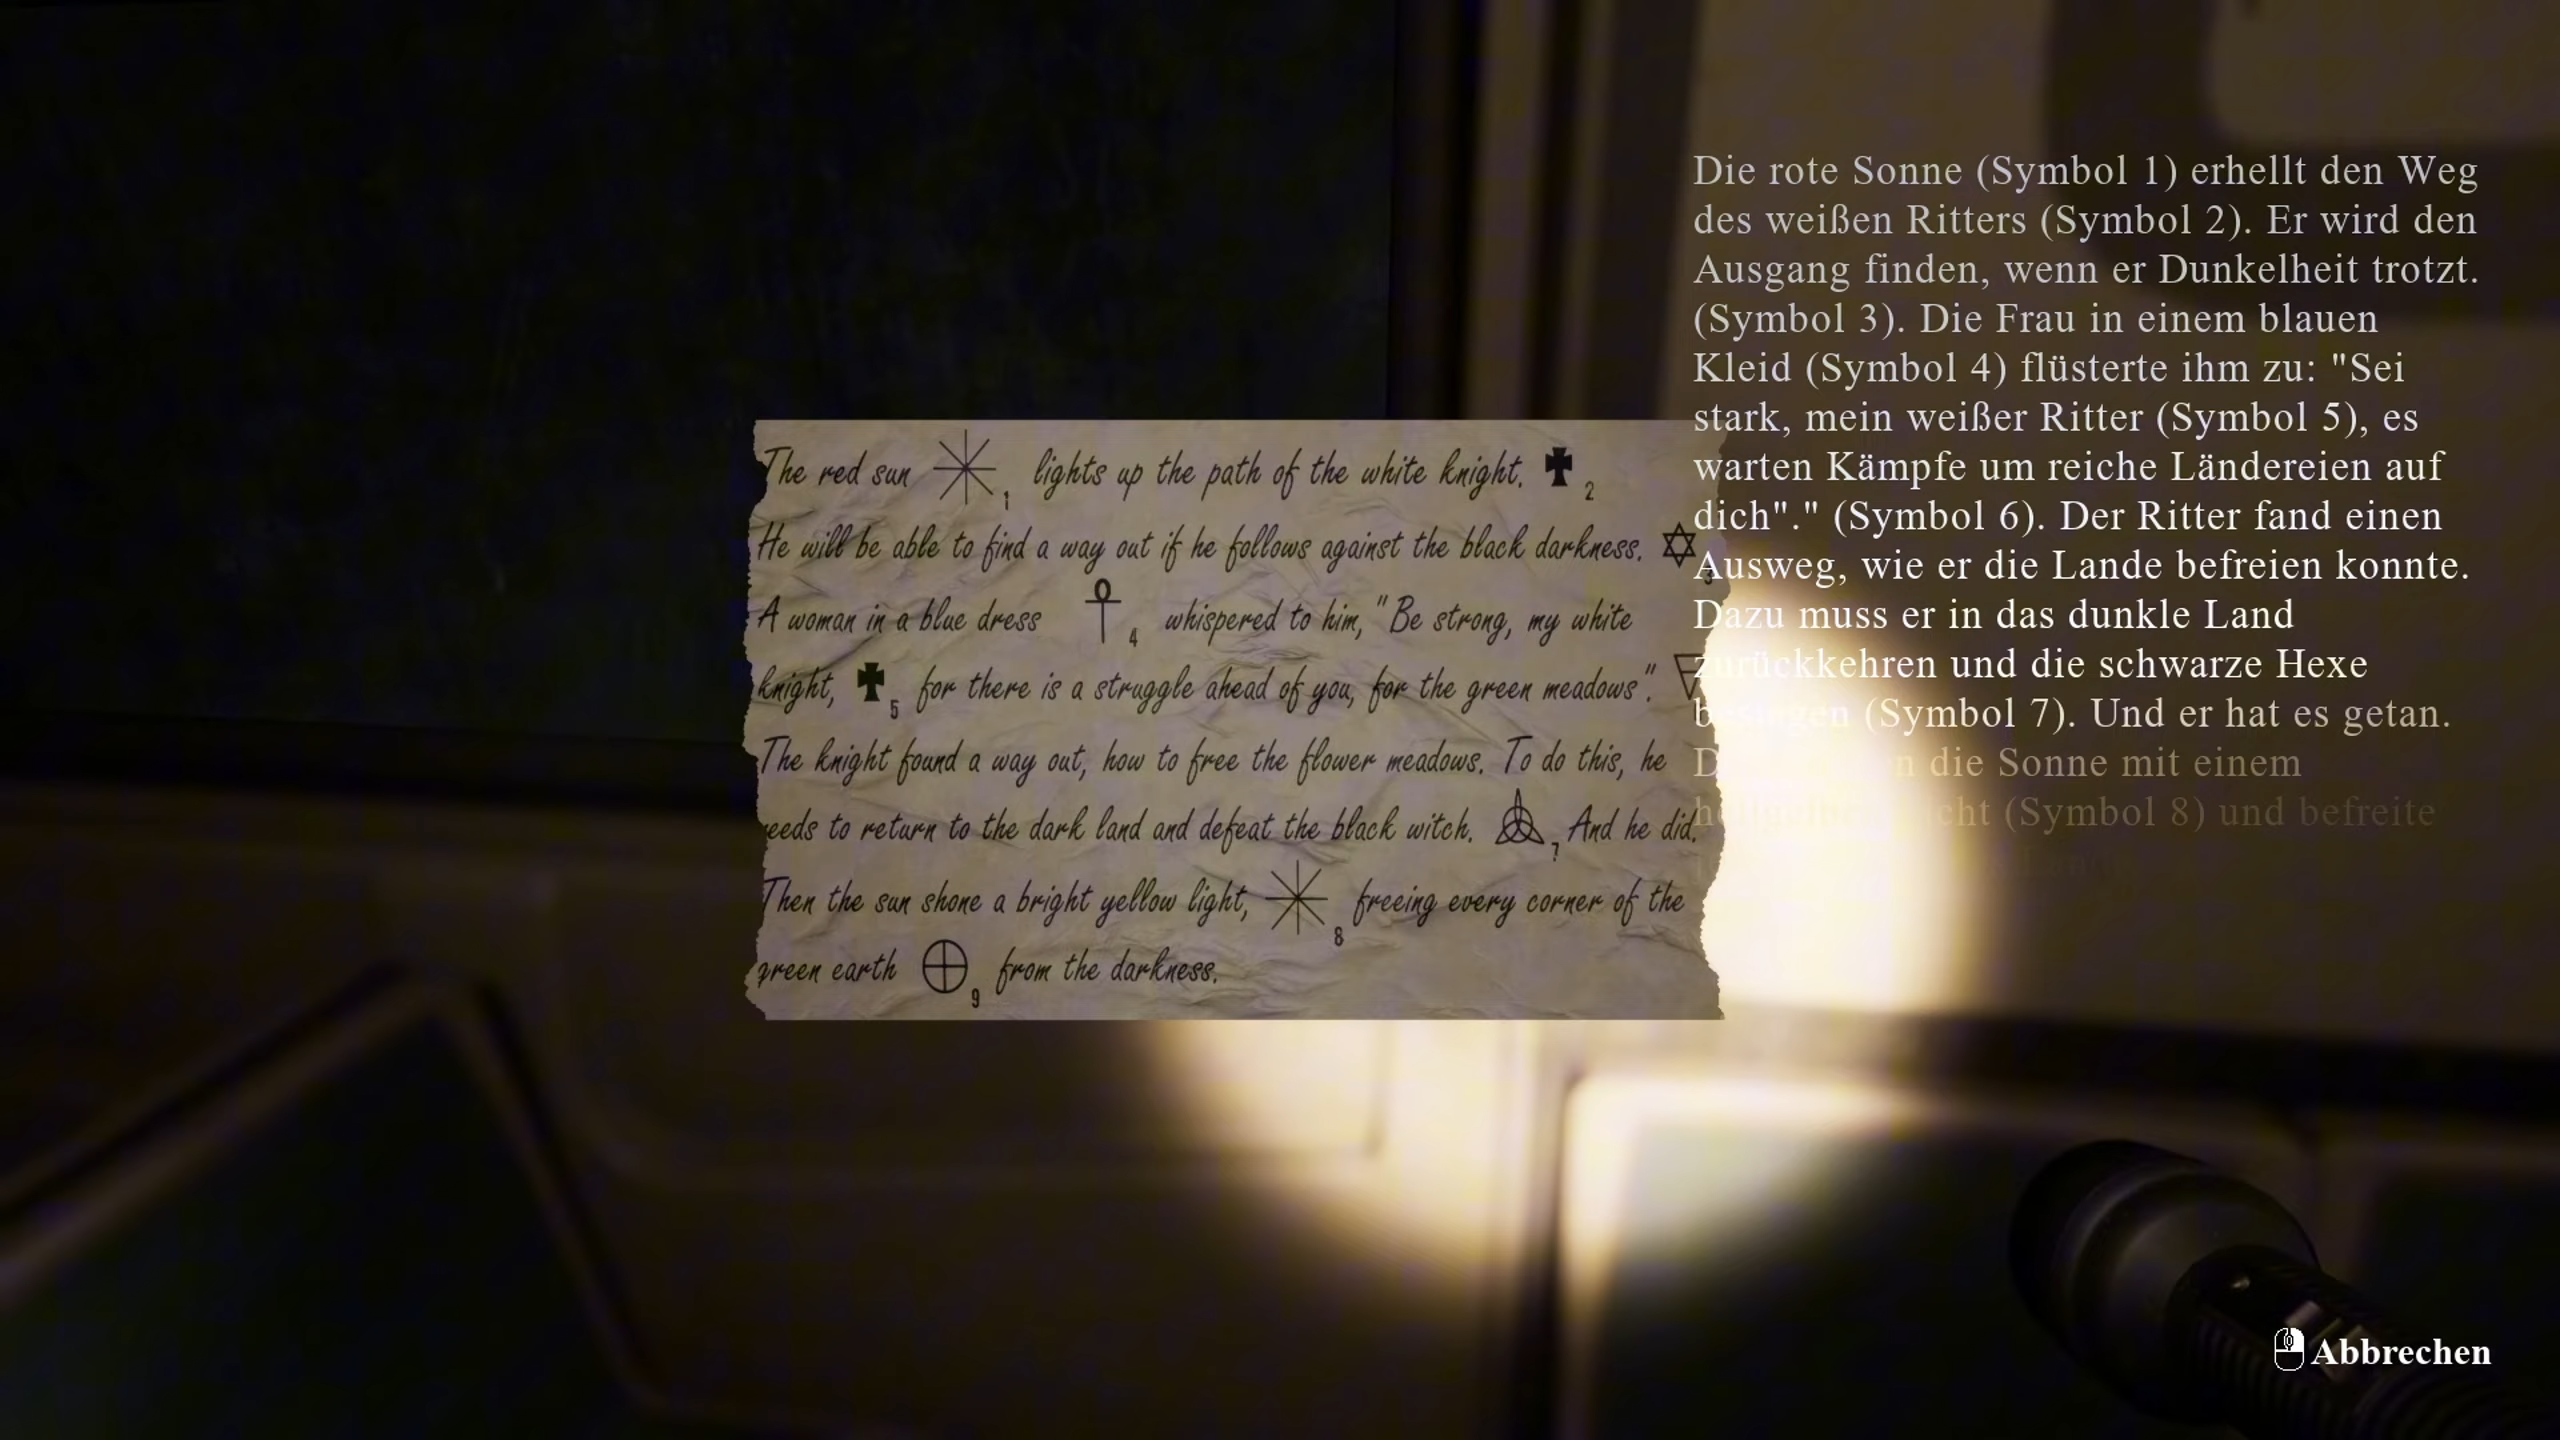 The red sun 1 lights up the path of the white knight. 2
He will be able to find a way out if he follows against the black darkness. 3
A woman in a blue dress 4 whispered to him, "Be strong, my white
knight, 5 for there is a struggle ahead of you, for the green meadows".
The knight found a way out, how to free the flower meadows. To do this, he
needs to return to the dark land and defeat the black witch. 7 And he did.
Then the sun shone a bright yellow light, 8 freeing every corner of the
green earth 9 from the darkness.
Die rote Sonne (Symbol 1) erhellt den Weg
des weißen Ritters (Symbol 2). Er wird den
Ausgang finden, wenn er Dunkelheit trotzt.
(Symbol 3). Die Frau in einem blauen
Kleid (Symbol 4) flüsterte ihm zu: "Sei
stark, mein weißer Ritter (Symbol 5), es
warten Kämpfe um reiche Ländereien auf
dich"." (Symbol 6). Der Ritter fand einen
Ausweg, wie er die Lande befreien konnte.
Dazu muss er in das dunkle Land
zurückkehren und die schwarze Hexe
besiegen (Symbol 7). Und er hat es getan.
die Sonne mit einem
(Symbol 8) und befreite
Abbrechen